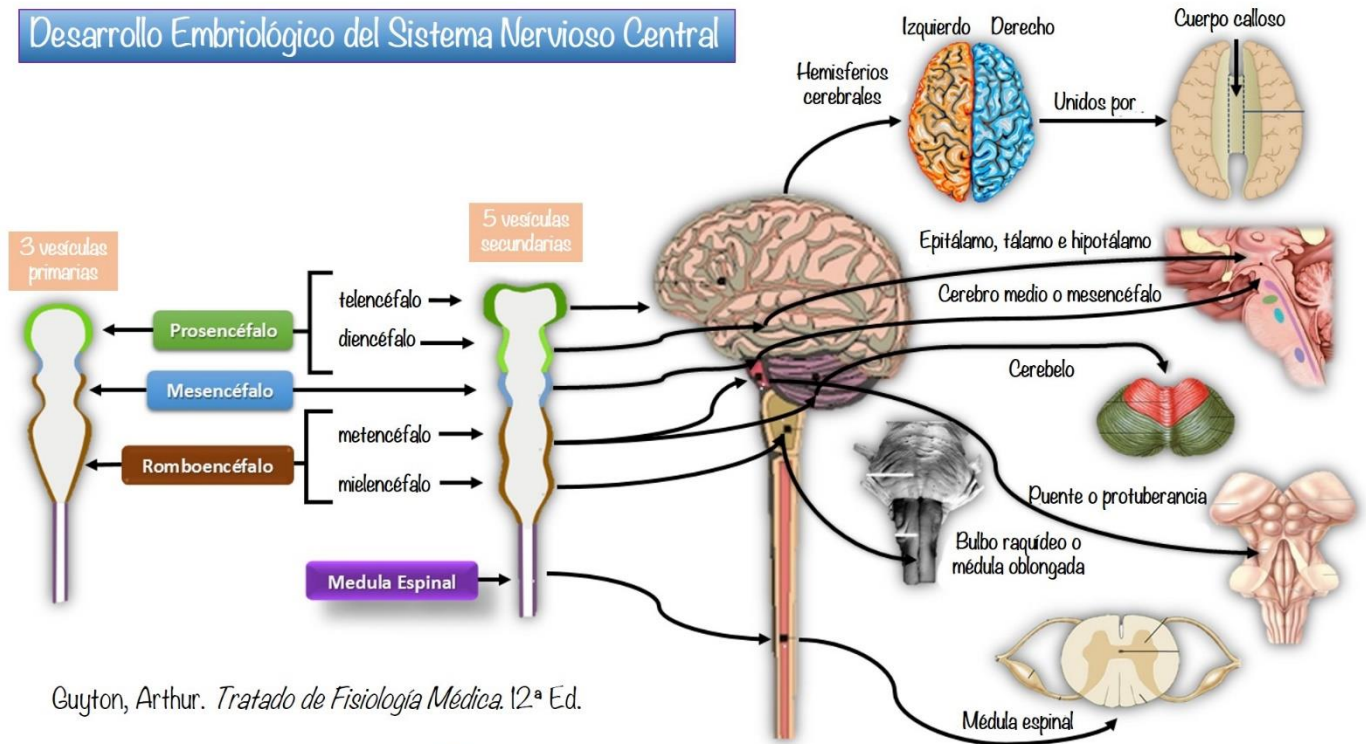 Desarrollo Embriológico del Sistema Nervioso Central
Izquierdo
Derecho
Cuerpo calloso
Hemisferios
cerebrales
Unidos por
3 vesículas
primarias
5 vesículas
secundarias
Epitálamo, tálamo e hipotálamo
Cerebro medio o mesencéfalo
Prosencéfalo
telencéfalo
diencéfalo
Mesencéfalo
Cerebelo
Romboencéfalo
metencéfalo
mielencéfalo
Puente o protuberancia
Bulbo raquídeo o
médula oblongada
Medula Espinal
Médula espinal
Guyton, Arthur. Tratado de Fisiología Médica. 12ª Ed.